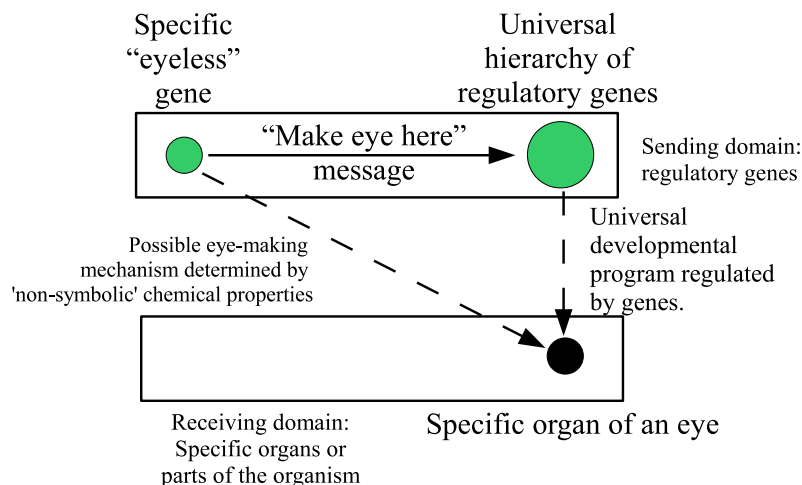 Specific
“eyeless”
gene
Universal
hierarchy of
regulatory genes
“Make eye here”
message
Sending domain:
regulatory genes
Possible eye-making
mechanism determined by
'non-symbolic' chemical properties
Universal
developmental
program regulated
by genes.
Receiving domain:
Specific organs or
parts of the organism
Specific organ of an eye